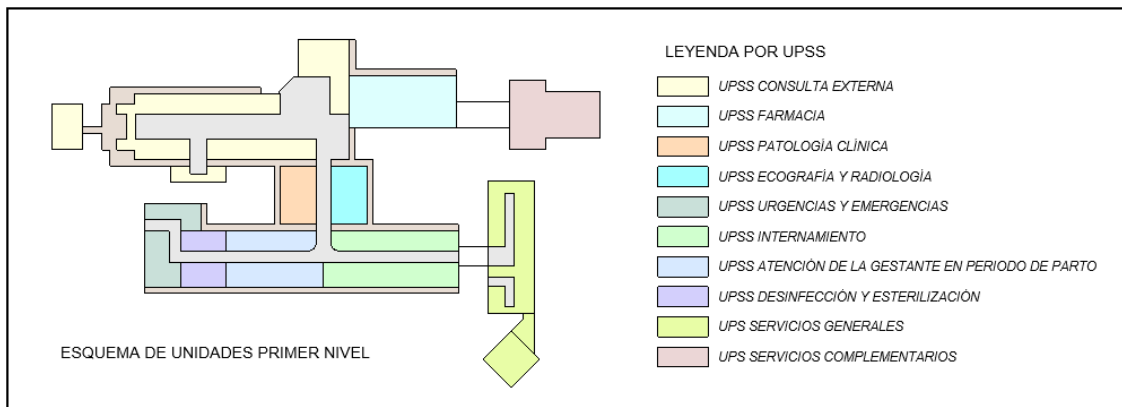 LEYENDA POR UPSS
UPSS CONSULTA EXTERNA
UPSS FARMACIA
UPSS PATOLOGÍA CLÍNICA
UPSS ECOGRAFÍA Y RADIOLOGÍA
UPSS URGENCIAS Y EMERGENCIAS
UPSS INTERNAMIENTO
UPSS ATENCIÓN DE LA GESTANTE EN PERIODO DE PARTO
UPSS DESINFECCIÓN Y ESTERILIZACIÓN
UPS SERVICIOS GENERALES
UPS SERVICIOS COMPLEMENTARIOS
ESQUEMA DE UNIDADES PRIMER NIVEL